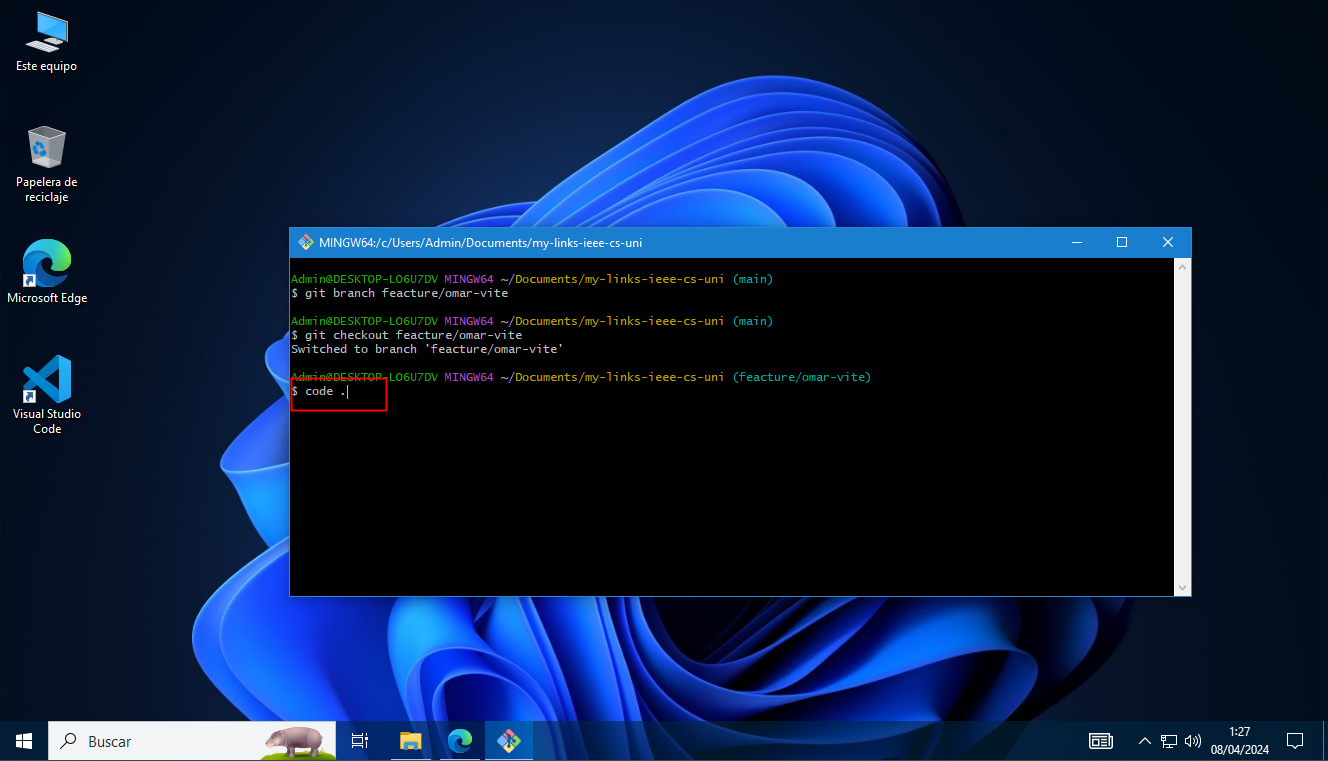 Este equipo
Papelera de
reciclaje
Microsoft Edge
Visual Studio
Code
MINGW64:/c/Users/Admin/Documents/my-links-ieee-cs-uni
Admin@DESKTOP-LO6U7DV MINGW64 ~/Documents/my-links-ieee-cs-uni (main)
$ git branch feacture/omar-vite
Admin@DESKTOP-LO6U7DV MINGW64 ~/Documents/my-links-ieee-cs-uni (main)
$ git checkout feacture/omar-vite
Switched to branch 'feacture/omar-vite'
Admin@DESKTOP-LO6U7DV MINGW64 ~/Documents/my-links-ieee-cs-uni (feacture/omar-vite)
$ code .
Buscar
1:27
08/04/2024